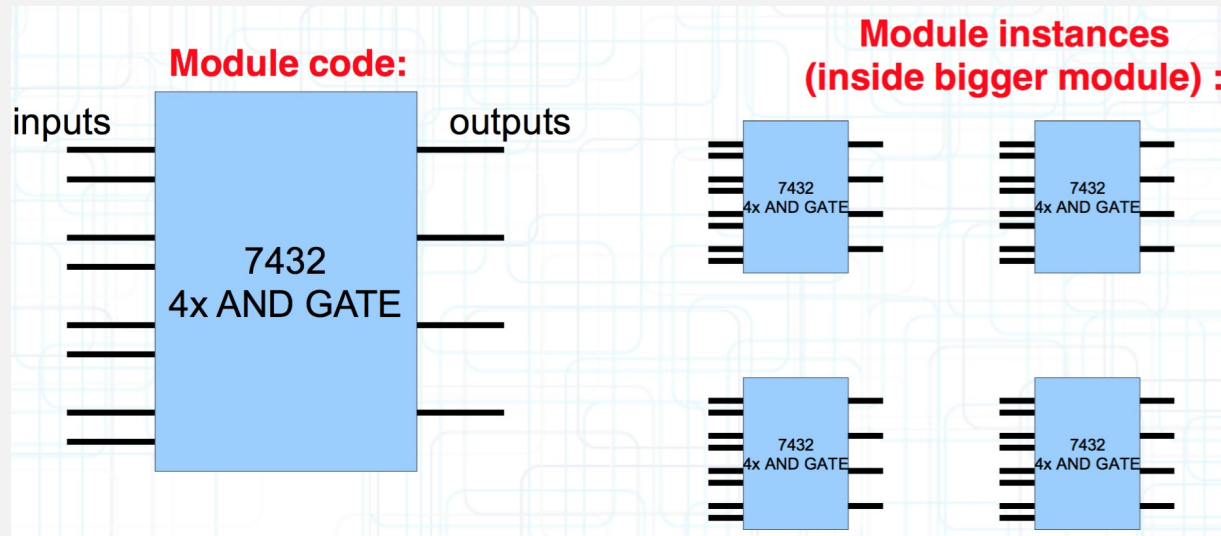 Module code:
inputs
outputs
7432
4x AND GATE
Module instances
(inside bigger module) :
7432
4x AND GATE
7432
4x AND GATE
7432
4x AND GATE
7432
4x AND GATE